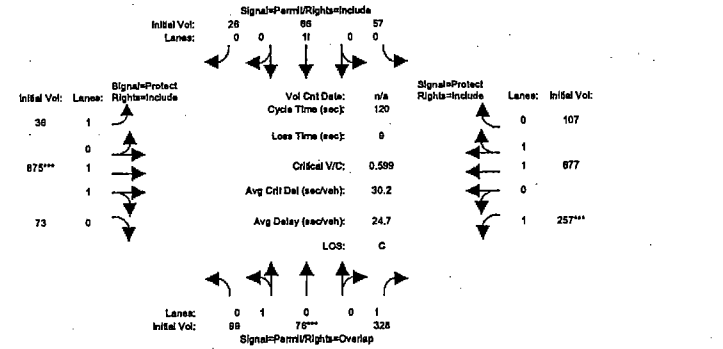 Signal=Permit/Rights=Include
Initial Vol: 26 66 57
Lanes: 0 0 1! 0 0
Signal=Protect
Rights=Include
Initial Vol: Lanes:
Vol Cnt Date: n/a
Cycle Time (sec): 120
Signal=Protect
Rights=Include
Lanes: Initial Vol:
36 1
0 107
Loss Time (sec): 9
0
1
875*** 1
Critical V/C: 0.599
1 677
1
Avg Crit Del (sec/veh): 30.2
0
73 0
Avg Delay (sec/veh): 24.7
1 257***
LOS: C
Lanes: 0 1 0 0 1
Initial Vol: 99 76*** 328
Signal=Permit/Rights=Overlap